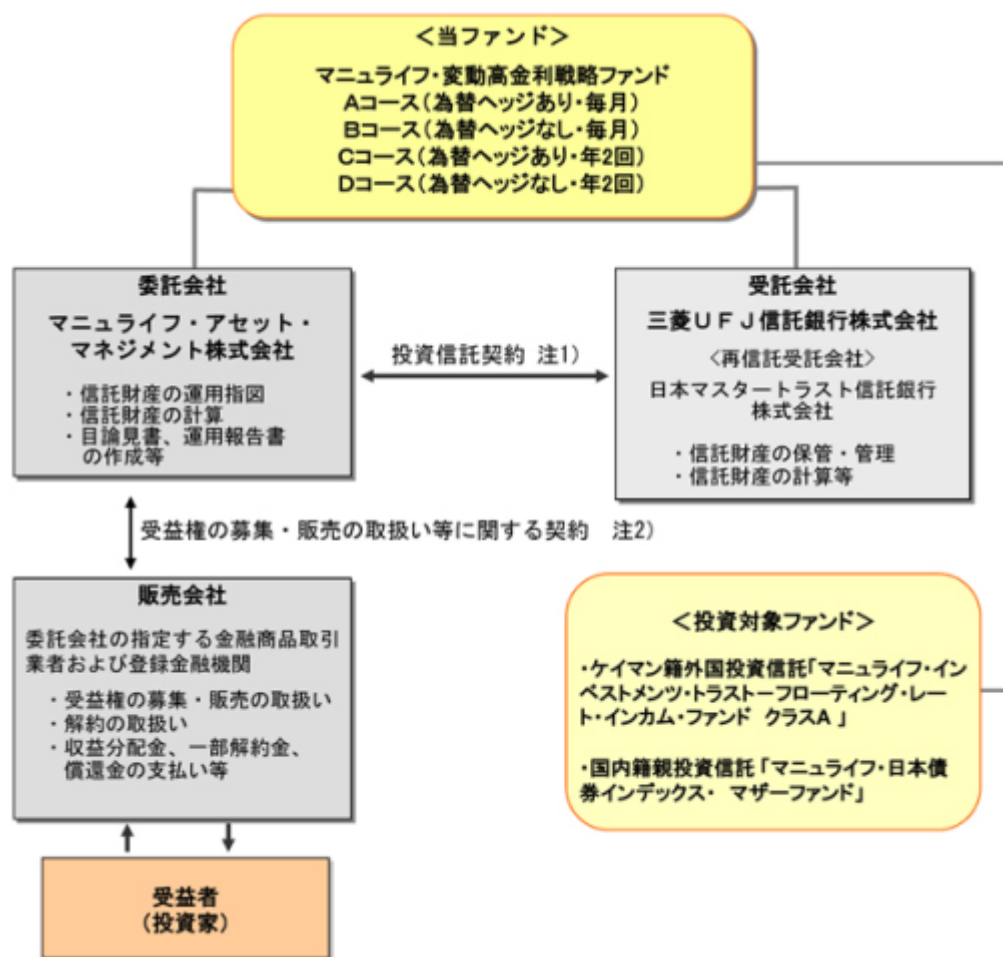 ＜当ファンド＞
マニュライフ・変動高金利戦略ファンド
Ａコース（為替ヘッジあり・毎月）
Ｂコース（為替ヘッジなし・毎月）
Ｃコース（為替ヘッジあり・年2回）
Ｄコース（為替ヘッジなし・年2回）
委託会社
マニュライフ・アセット・
マネジメント株式会社
・信託財産の運用指図
・信託財産の計算
・目論見書、運用報告書
の作成等
投資信託契約 注1）
受託会社
三菱ＵＦＪ信託銀行株式会社
＜再信託受託会社＞
日本マスタートラスト信託銀行
株式会社
・信託財産の保管・管理
・信託財産の計算等
受益権の募集・販売の取扱い等に関する契約 注2）
販売会社
委託会社の指定する金融商品取引
業者および登録金融機関
・受益権の募集・販売の取扱い
・解約の取扱い
・収益分配金、一部解約金、
償還金の支払い等
＜投資対象ファンド＞
・ケイマン籍外国投資信託「マニュライフ・イン
ベストメンツ・トラスト－フローティング・レー
ト・インカム・ファンド クラスＡ」
・国内籍親投資信託「マニュライフ・日本債
券インデックス・ マザーファンド」
受益者
（投資家）